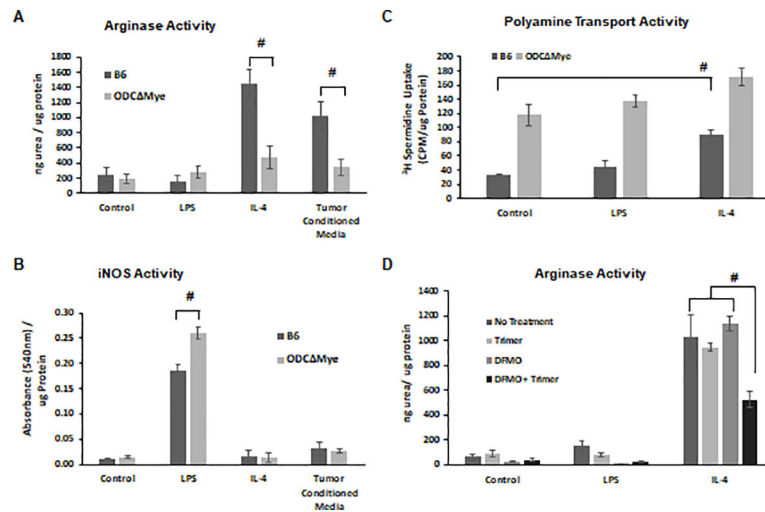 A
Arginase Activity
ng urea / ug protein
1800
1600
1400
1200
1000
800
600
400
200
0
B6
ODCΔMye
#
#
Control
LPS
IL-4
Tumor
Conditioned
Media
B
iNOS Activity
Absorbance (540nm) /
ug Protein
0.30
0.25
0.20
0.15
0.10
0.05
0.00
#
B6
ODCΔMye
Control
LPS
IL-4
Tumor
Conditioned
Media
C
Polyamine Transport Activity
³H Spermidine Uptake
(CPM/ug Portein)
200
180
160
140
120
100
80
60
40
20
0
B6
ODCΔMye
#
Control
LPS
IL-4
D
Arginase Activity
ng urea/ ug protein
1200
1000
800
600
400
200
0
No Treatment
Trimer
DFMO
DFMO+ Trimer
#
Control
LPS
IL-4